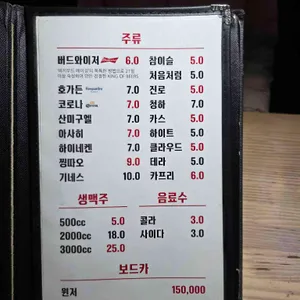 주류
버드와이저 6.0 참이슬 5.0
처음처럼 5.0
호가든 7.0 진로 5.0
코로나 7.0 청하 7.0
산미구엘 7.0 카스 5.0
아사히 7.0 하이트 5.0
하이네켄 7.0 클라우드 5.0
찡따오 9.0 테라 5.0
기네스 10.0 카프리 6.0
생맥주 음료수
500cc 5.0 콜라 3.0
2000cc 18.0 사이다 3.0
3000cc 25.0
보드카
윈저 150,000